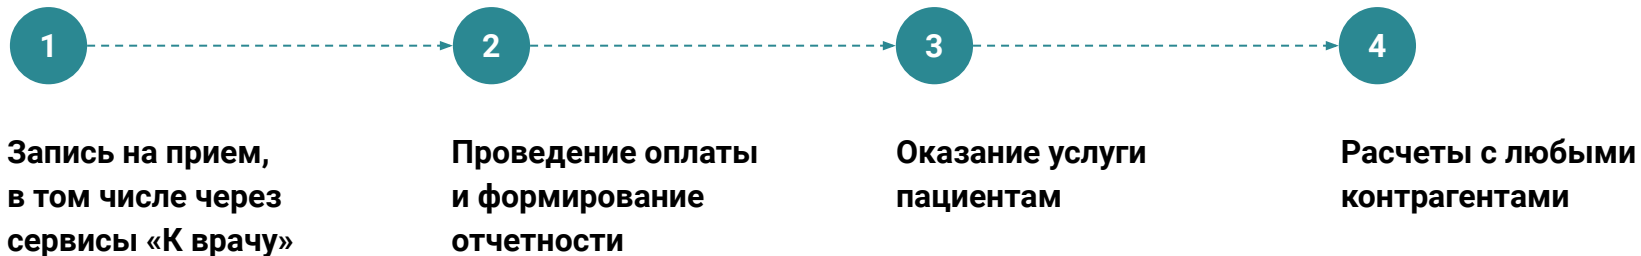 1
2
3
4
Запись на прием,
в том числе через
сервисы «К врачу»
Проведение оплаты
и формирование
отчетности
Оказание услуги
пациентам
Расчеты с любыми
контрагентами